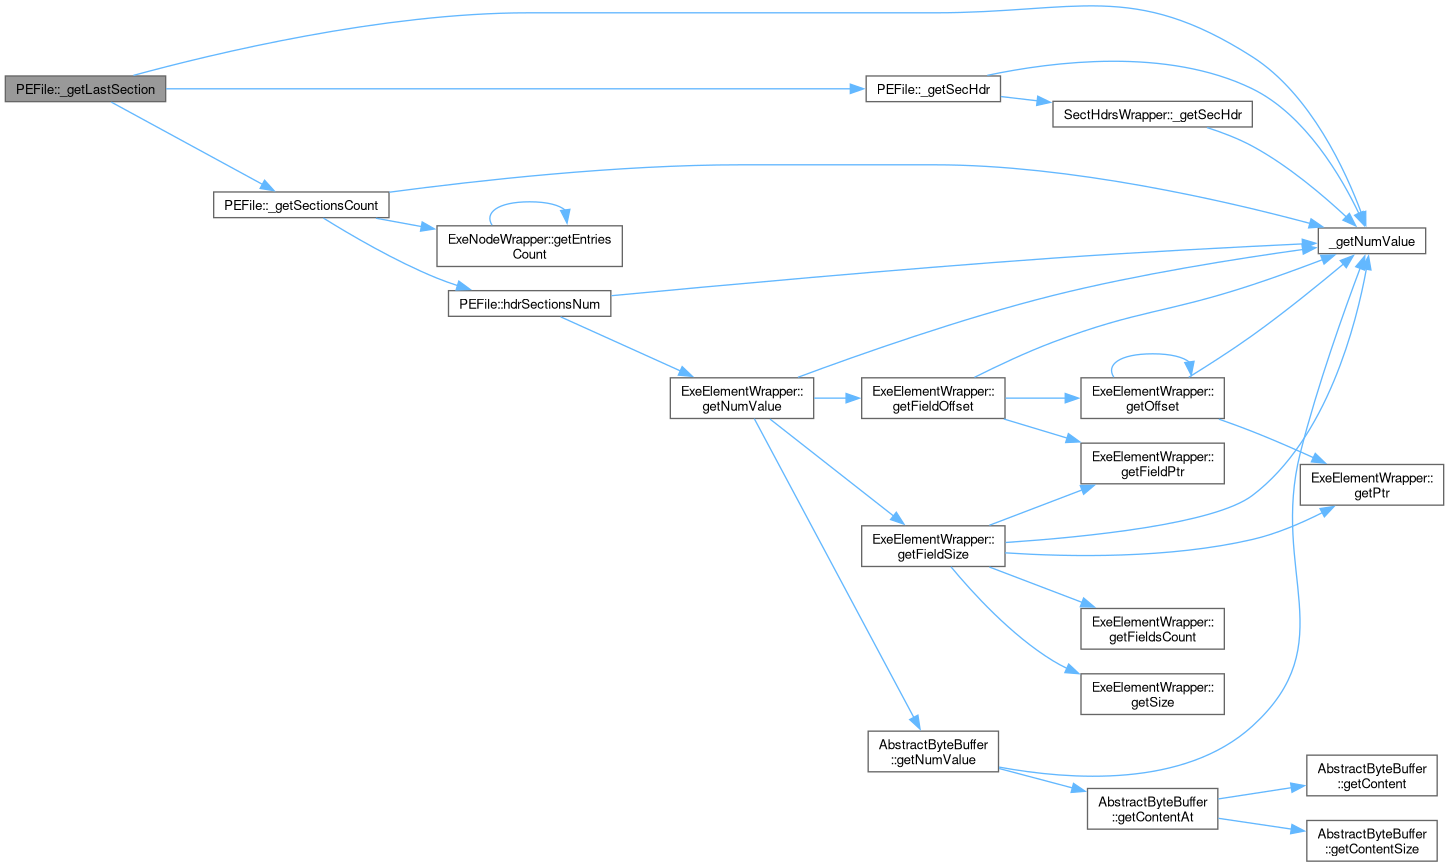 PEFile::_getLastSection
PEFile::_getSecHdr
SectHdrsWrapper::_getSecHdr
PEFile::_getSectionsCount
ExeNodeWrapper::getEntries
Count
_getNumValue
PEFile::hdrSectionsNum
ExeElementWrapper::
getNumValue
ExeElementWrapper::
getFieldOffset
ExeElementWrapper::
getOffset
ExeElementWrapper::
getFieldPtr
ExeElementWrapper::
getPtr
ExeElementWrapper::
getFieldSize
ExeElementWrapper::
getFieldsCount
ExeElementWrapper::
getSize
AbstractByteBuffer
::getNumValue
AbstractByteBuffer
::getContentAt
AbstractByteBuffer
::getContent
AbstractByteBuffer
::getContentSize